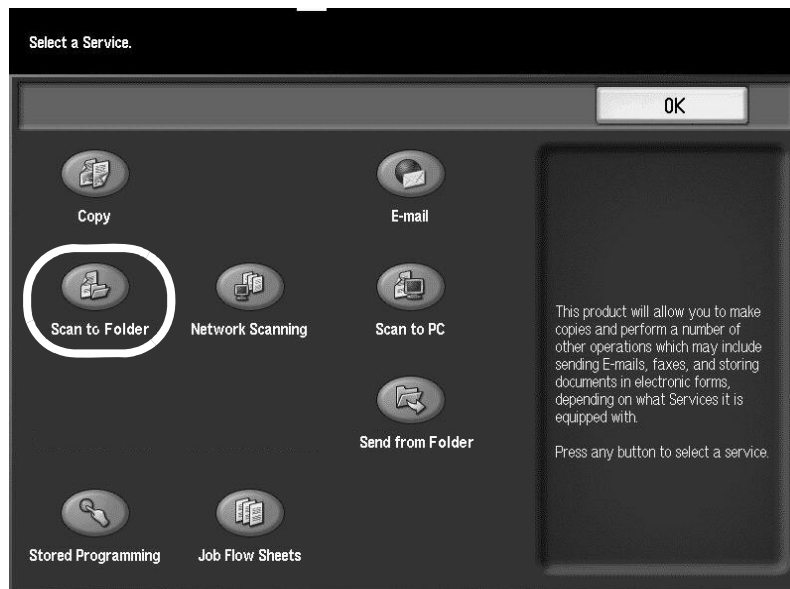 Select a Service.
OK
Copy
E-mail
Scan to Folder
Network Scanning
Scan to PC
Send from Folder
Stored Programming
Job Flow Sheets
This product will allow you to make
copies and perform a number of
other operations which may include
sending E-mails, faxes, and storing
documents in electronic forms,
depending on what Services it is
equipped with.
Press any button to select a service.